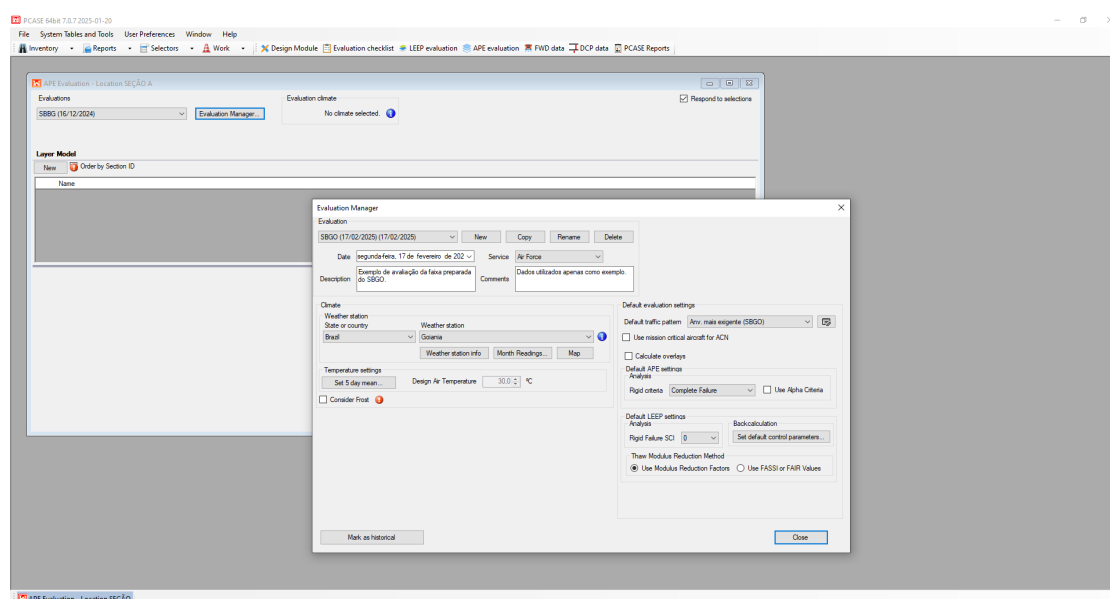 PCASE 64bit 7.0.7 2025-01-20
File System Tables and Tools User Preferences Window Help
Inventory Reports Selectors Work Design Module Evaluation checklist LEEP evaluation APE evaluation FWD data DCP data PCASE Reports
APE Evaluation - Location SEÇÃO A
Evaluations
Evaluation climate
Respond to selections
SBBG (16/12/2024) Evaluation Manager... No climate selected.
Layer Model
New Order by Section ID
Name
Evaluation Manager
Evaluation
SBGO (17/02/2025) (17/02/2025) New Copy Rename Delete
Date segunda-feira, 17 de fevereiro de 202 Service Air Force
Description Exemplo de avaliação da faixa preparada do SBGO. Comments Dados utilizados apenas como exemplo.
Climate
Weather station
State or country Weather station
Brazil Goiania
Weather station info Month Readings... Map
Temperature settings
Set 5 day mean... Design Air Temperature 30.0 ºC
Consider Frost
Default evaluation settings
Default traffic pattern Anv. mais exigente (SBGO)
Use mission critical aircraft for ACN
Calculate overlays
Default APE settings
Analysis
Rigid criteria Complete Failure Use Alpha Criteria
Default LEEP settings
Analysis Backcalculation
Rigid Failure SCI 0 Set default control parameters...
Thaw Modulus Reduction Method
Use Modulus Reduction Factors Use FASSI or FAIR Values
Mark as historical Close
APE Evaluation - Location SEÇÃO